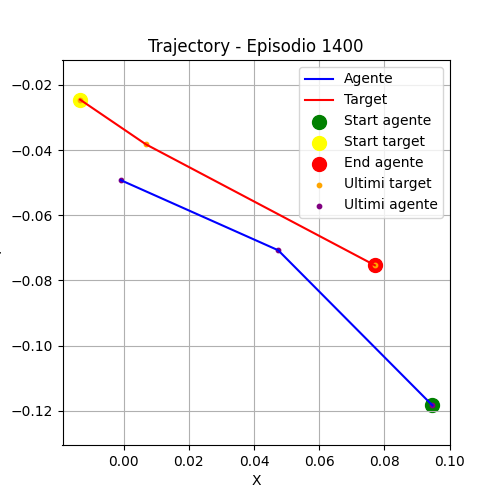 Trajectory - Episodio 1400
Agente
Target
Start agente
Start target
End agente
Ultimi target
Ultimi agente
−0.02
−0.04
−0.06
−0.08
−0.10
−0.12
0.00
0.02
0.04
0.06
0.08
0.10
X